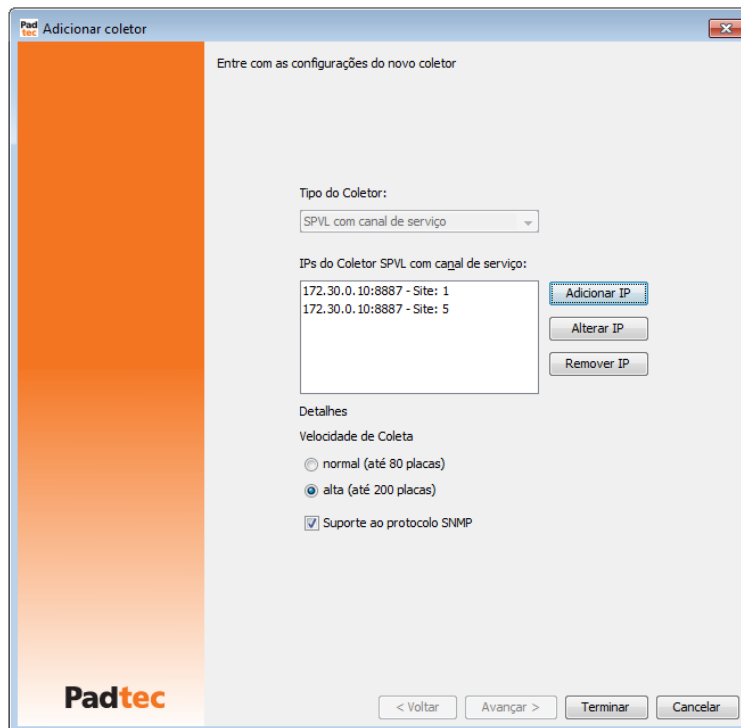 Pad
tec
Adicionar coletor
Entre com as configurações do novo coletor
Tipo do Coletor:
SPVL com canal de serviço
IPs do Coletor SPVL com canal de serviço:
172.30.0.10:8887 - Site: 1
172.30.0.10:8887 - Site: 5
Adicionar IP
Alterar IP
Remover IP
Detalhes
Velocidade de Coleta
normal (até 80 placas)
alta (até 200 placas)
Suporte ao protocolo SNMP
Padtec
< Voltar
Avançar >
Terminar
Cancelar